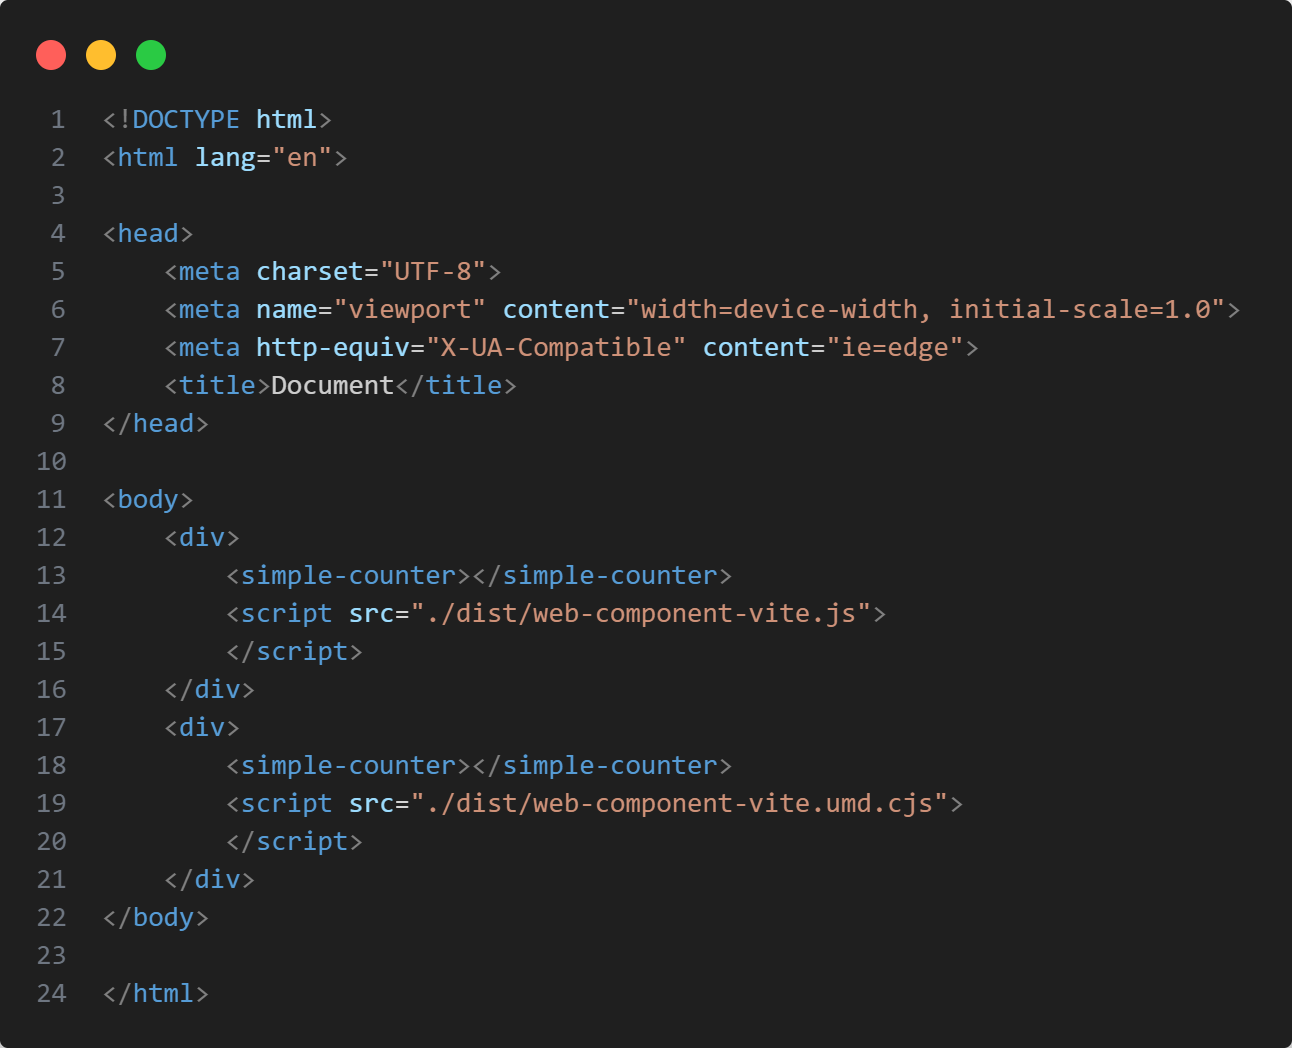 1 <!DOCTYPE html>
2 <html lang="en">
3
4 <head>
5     <meta charset="UTF-8">
6     <meta name="viewport" content="width=device-width, initial-scale=1.0">
7     <meta http-equiv="X-UA-Compatible" content="ie=edge">
8     <title>Document</title>
9 </head>
10
11 <body>
12     <div>
13         <simple-counter></simple-counter>
14         <script src="./dist/web-component-vite.js">
15         </script>
16     </div>
17     <div>
18         <simple-counter></simple-counter>
19         <script src="./dist/web-component-vite.umd.cjs">
20         </script>
21     </div>
22 </body>
23
24 </html>